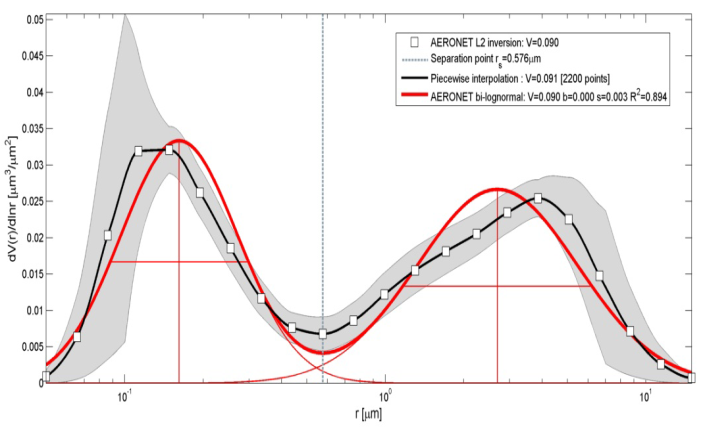 0.05
0.045
0.04
0.035
0.03
0.025
0.02
0.015
0.01
0.005
0
dV(r)/dlnr [μm³/μm²]
AERONET L2 inversion: V=0.090
Separation point rₛ=0.576μm
Piecewise interpolation : V=0.091 [2200 points]
AERONET bi-lognormal: V=0.090 b=0.000 s=0.003 R²=0.894
10⁻¹ 10⁰ 10¹
r [μm]